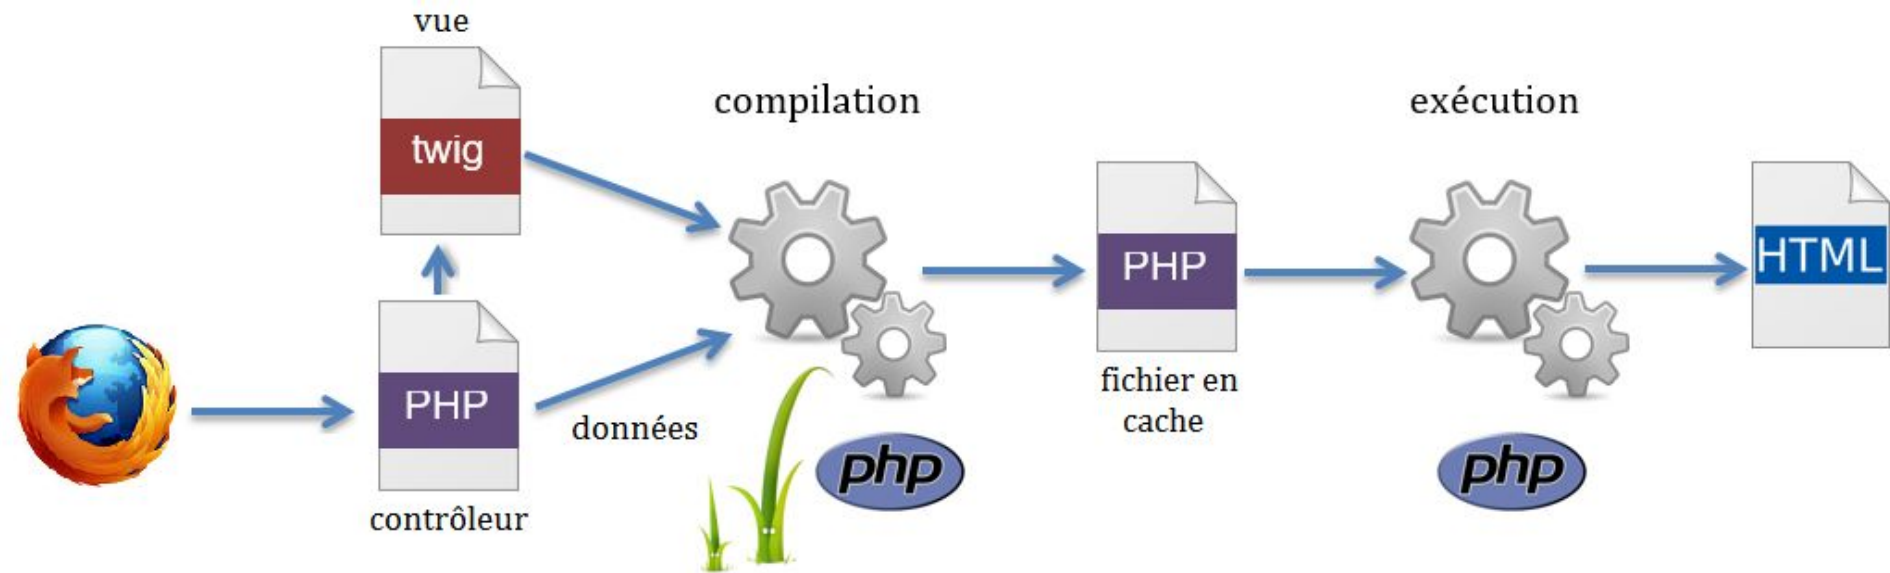 vue
twig
compilation
exécution
PHP
HTML
PHP
données
contrôleur
fichier en
cache
php
php